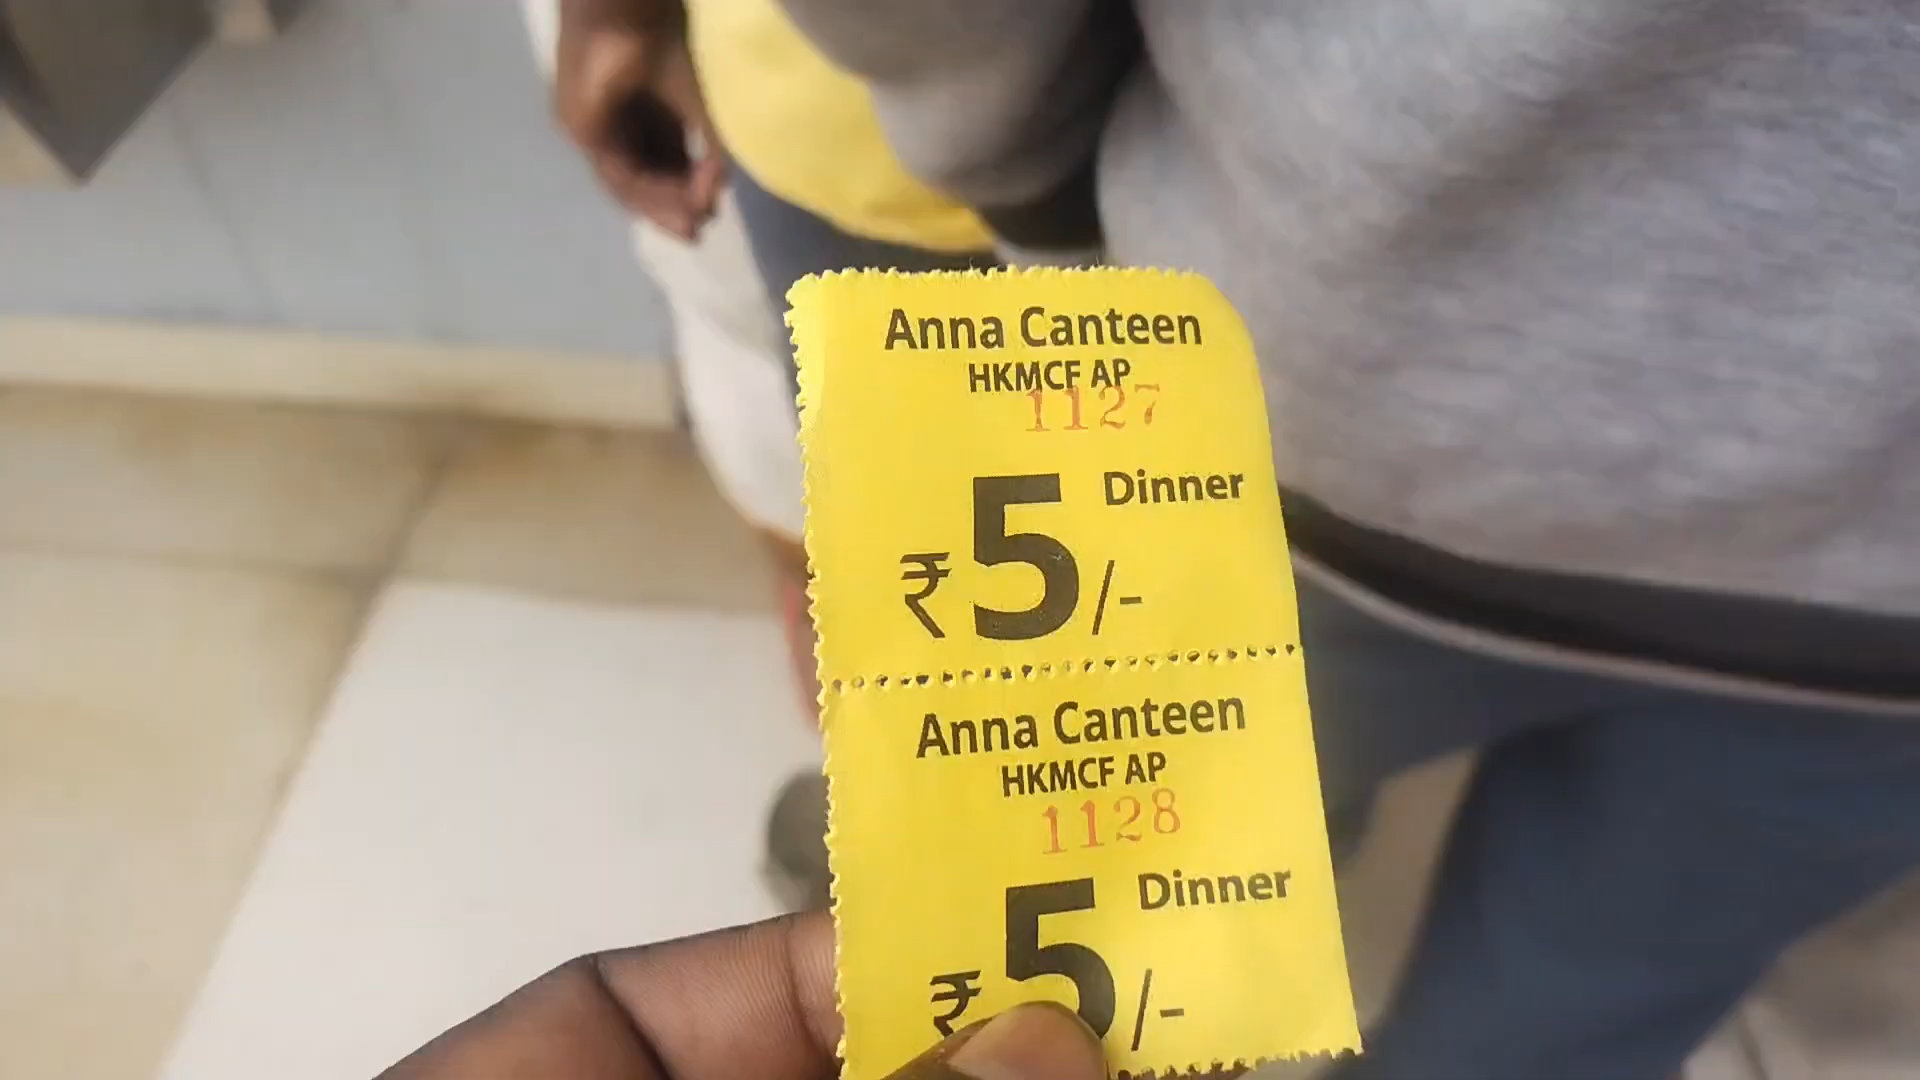 Anna Canteen
HKMCF AP
1127
Dinner
₹5/-
Anna Canteen
HKMCF AP
1128
Dinner
₹5/-